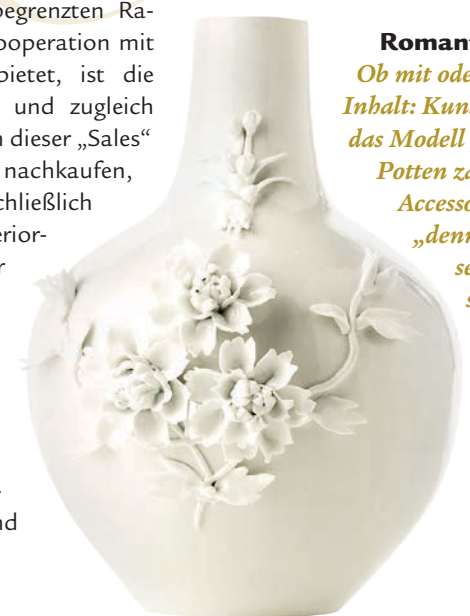 begrenzten Ra-
ooperation mit
bietet, ist die
und zugleich
dieser „Sales“
nachkaufen,
chließlich
erior-
nd
Romant
Ob mit ode
Inhalt: Kun
das Modell
Potten za
Accesso
„denn
se
s